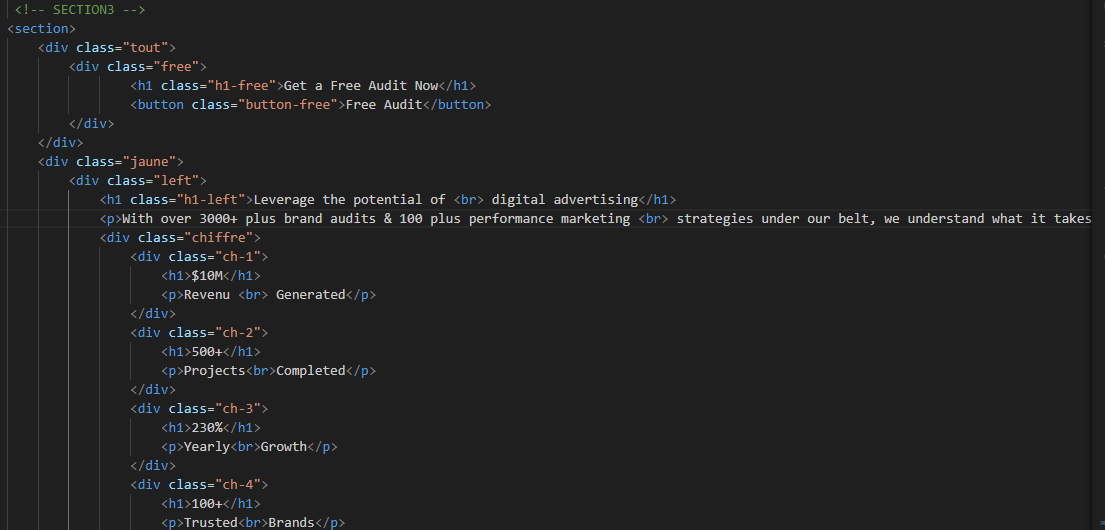 <!-- SECTION3 -->
<section>
<div class="tout">
<div class="free">
<h1 class="h1-free">Get a Free Audit Now</h1>
<button class="button-free">Free Audit</button>
</div>
</div>
<div class="jaune">
<div class="left">
<h1 class="h1-left">Leverage the potential of <br> digital advertising</h1>
<p>With over 3000+ plus brand audits & 100 plus performance marketing <br> strategies under our belt, we understand what it takes
<div class="chiffre">
<div class="ch-1">
<h1>$10M</h1>
<p>Revenu <br> Generated</p>
</div>
<div class="ch-2">
<h1>500+</h1>
<p>Projects<br>Completed</p>
</div>
<div class="ch-3">
<h1>230%</h1>
<p>Yearly<br>Growth</p>
</div>
<div class="ch-4">
<h1>100+</h1>
<p>Trusted<br>Brands</p>